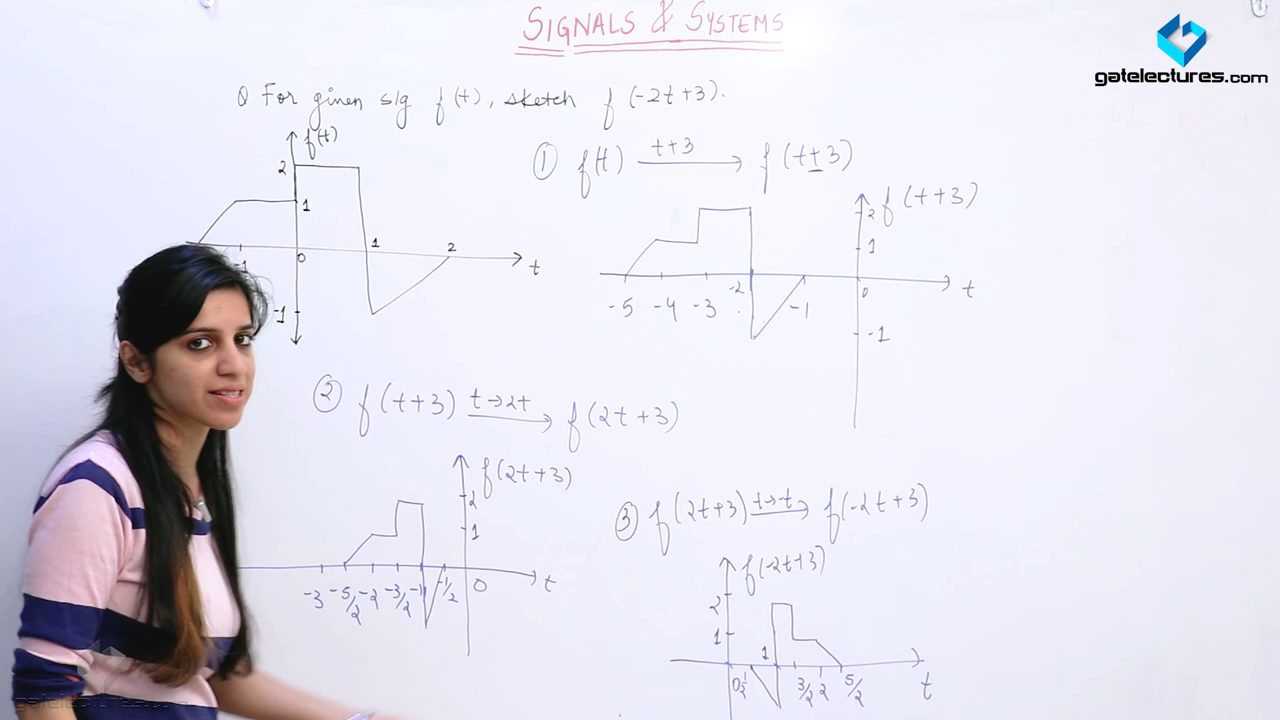 SIGNALS & SYSTEMS
gatelectures.com
Q For given sig f(t), sketch f(-2t+3).
f(t)
2
1
-1
0
1
2
t
-1
① f(t) t+3 → f(t+3)
f(t+3)
2
1
-5 -4 -3 -2 -1 0 t
-1
② f(t+3) t→2t → f(2t+3)
f(2t+3)
2
1
-3 -5/2 -2 -3/2 -1 -1/2 0 t
③ f(2t+3) t→-t → f(-2t+3)
f(-2t+3)
2
1
0 1/2 1 3/2 2 5/2 t
gatelectures.com